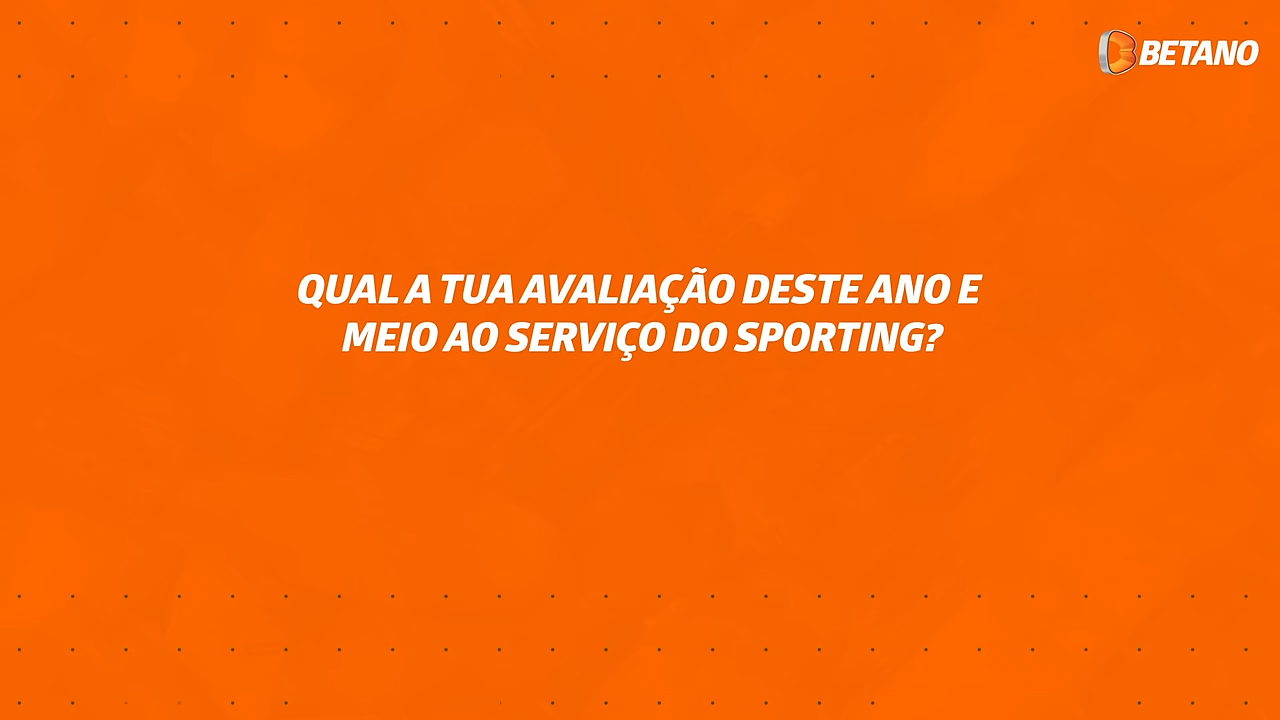 BETANO
QUAL A TUA AVALIAÇÃO DESTE ANO E
MEIO AO SERVIÇO DO SPORTING?